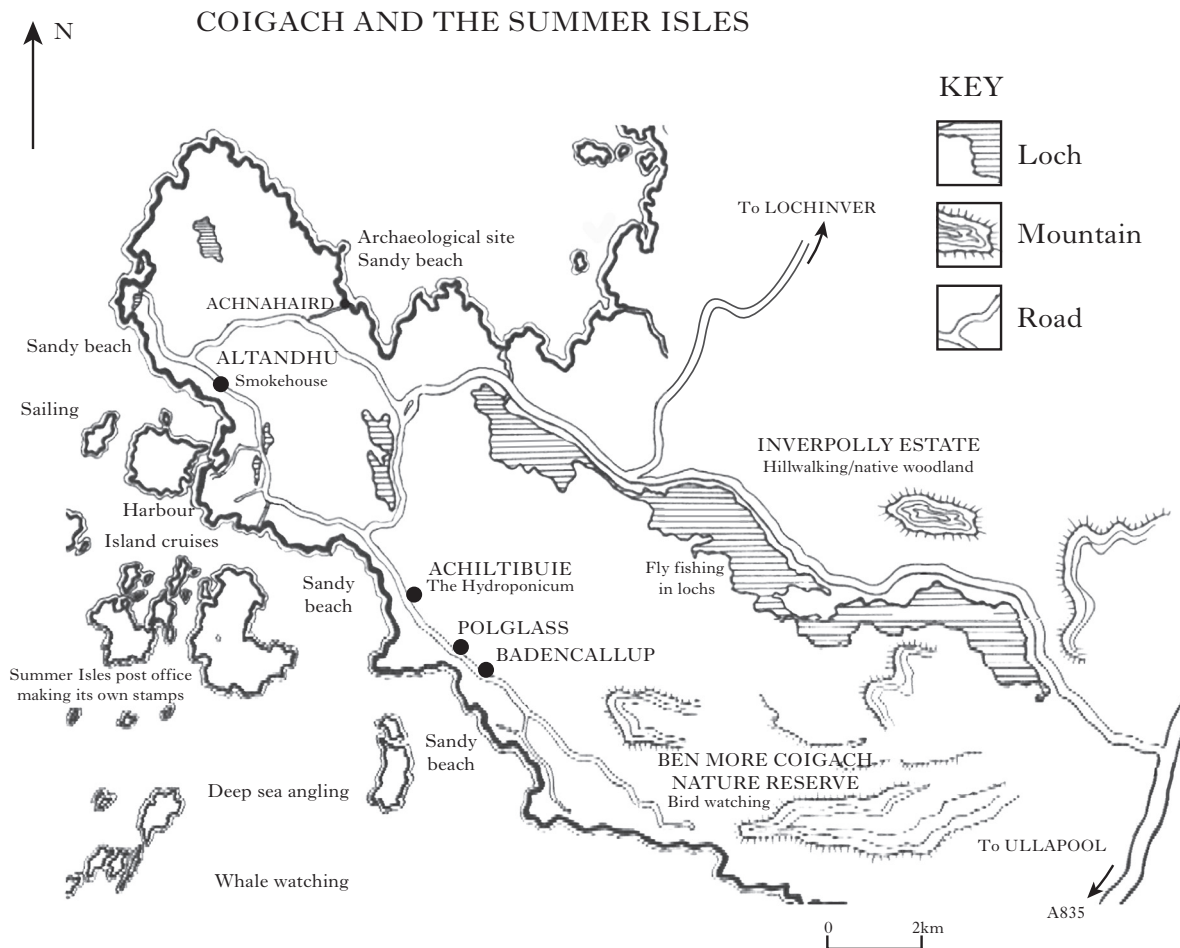 COIGACH AND THE SUMMER ISLES
N
KEY
Loch
Mountain
Road
To LOCHINVER
Archaeological site
Sandy beach
ACHNAHAIRD
Sandy beach
ALTANDHU
Smokehouse
Sailing
INVERPOLLY ESTATE
Hillwalking/native woodland
Harbour
Island cruises
Sandy
beach
ACHILTIBUIE
The Hydroponicum
Fly fishing
in lochs
POLGLASS
BADENCALLUP
Summer Isles post office
making its own stamps
Sandy
beach
BEN MORE COIGACH
NATURE RESERVE
Bird watching
Deep sea angling
Whale watching
To ULLAPOOL
A835
0 2km